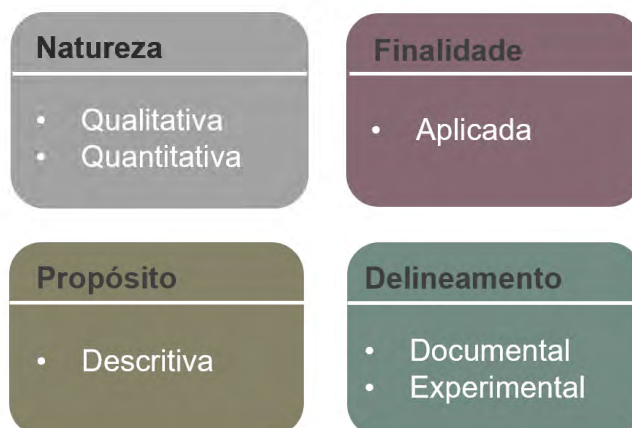 Natureza
• Qualitativa
• Quantitativa
Finalidade
• Aplicada
Propósito
• Descritiva
Delineamento
• Documental
• Experimental